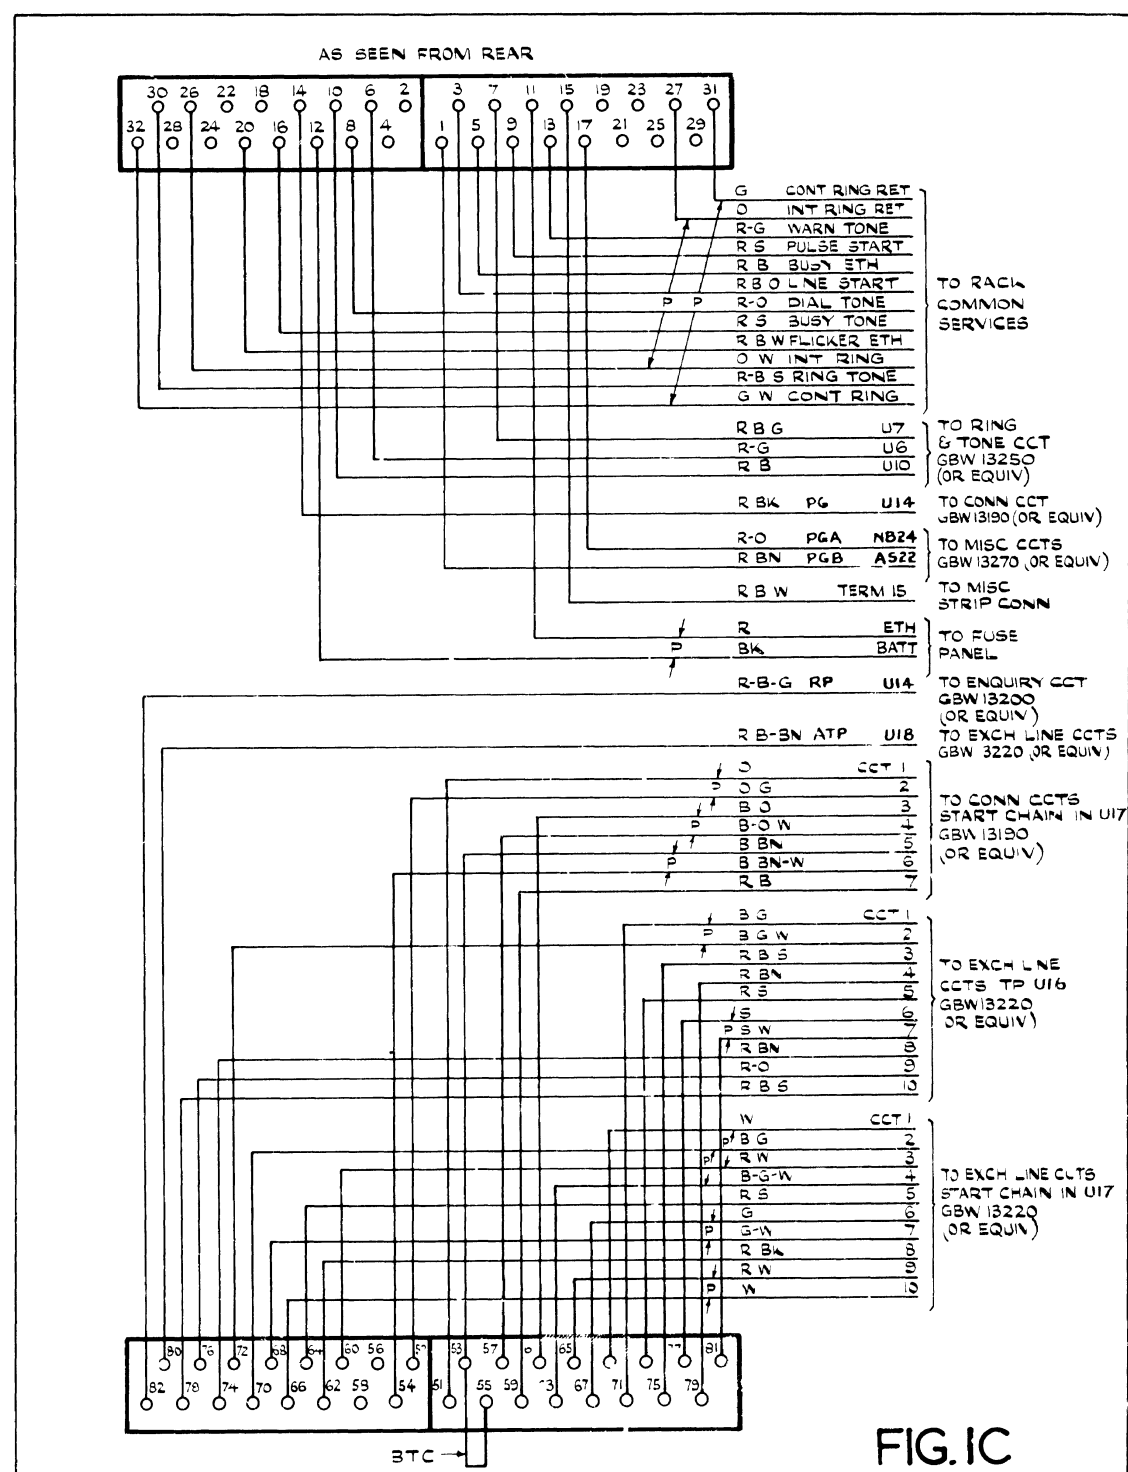 AS SEEN FROM REAR
30 26 22 18 14 10 6 2 3 7 11 15 19 23 27 31
32 28 24 20 16 12 8 4 1 5 9 13 17 21 25 29
G CONT RING RET
O INT RING RET
R-G WARN TONE
R S PULSE START
R B BUSY ETH
R B O LINE START
R-O DIAL TONE
R S BUSY TONE
R B W FLICKER ETH
O W INT RING
R-B S RING TONE
G W CONT RING
P P
TO RACK
COMMON
SERVICES
R B G U7
R-G U6
R B U10
TO RING
& TONE CCT
GBW 13250
(OR EQUIV)
R BK PG U14
TO CONN CCT
GBW 13190 (OR EQUIV)
R-O PGA NB24
R BN PGB AS22
TO MISC CCTS
GBW 13270 (OR EQUIV)
R B W TERM 15
TO MISC
STRIP CONN
R ETH
P BK BATT
TO FUSE
PANEL
R-B-G RP U14
TO ENQUIRY CCT
GBW 13200
(OR EQUIV)
R B-BN ATP U18
TO EXCH LINE CCTS
GBW 3220 (OR EQUIV)
O CCT 1
P O G 2
B O 3
P B-O W 4
B BN 5
P B BN-W 6
R B 7
TO CONN CCTS
START CHAIN IN U17
GBW 13190
(OR EQUIV)
B G CCT 1
P B G W 2
R B S 3
R BN 4
R S 5
S 6
P S W 7
R BN 8
R-O 9
R B S 10
TO EXCH LINE
CCTS TP U16
GBW 13220
OR EQUIV)
W CCT 1
P B G 2
P R W 3
B-G-W 4
R S 5
G 6
P G-W 7
R BK 8
R W 9
P W 10
TO EXCH LINE CCTS
START CHAIN IN U17
GBW 13220
(OR EQUIV)
80 76 72 68 64 60 56 53 57 65 77 81
82 78 74 70 66 62 58 54 51 55 59 67 71 75 79
BTC
FIG. 1C